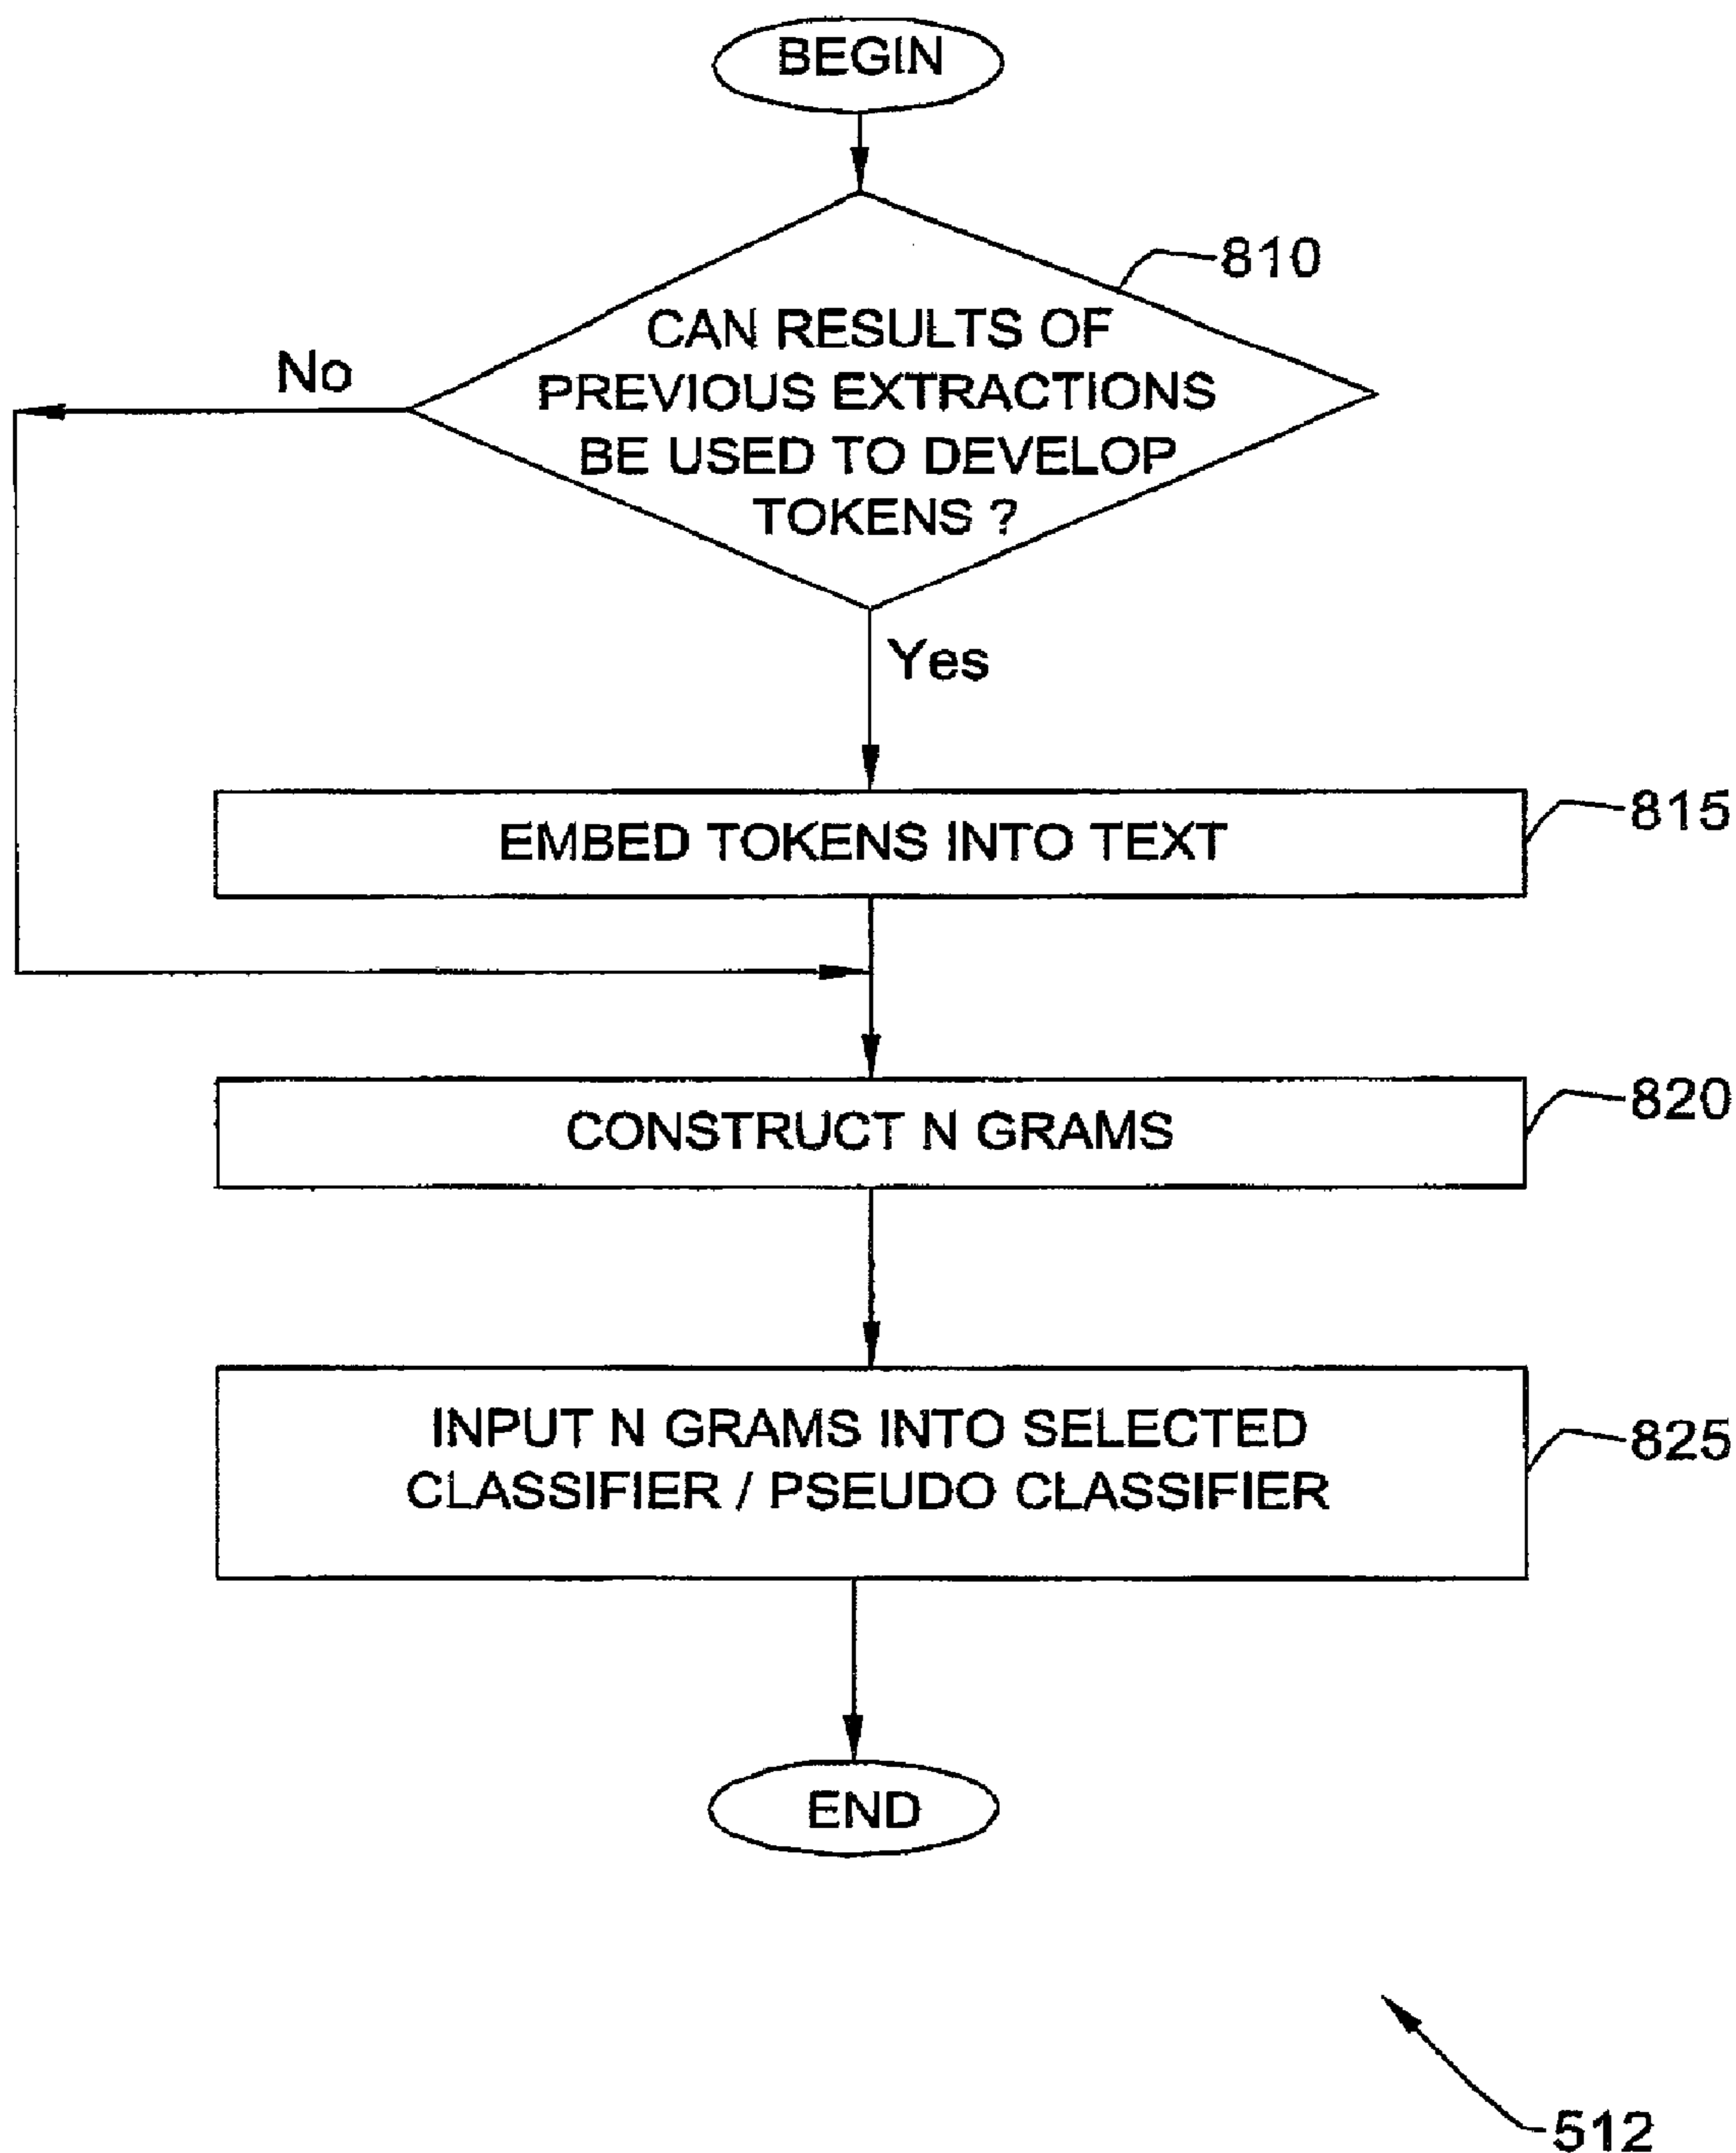 BEGIN
810
CAN RESULTS OF
PREVIOUS EXTRACTIONS
BE USED TO DEVELOP
TOKENS ?
No
Yes
EMBED TOKENS INTO TEXT
815
CONSTRUCT N GRAMS
820
INPUT N GRAMS INTO SELECTED
CLASSIFIER / PSEUDO CLASSIFIER
825
END
512